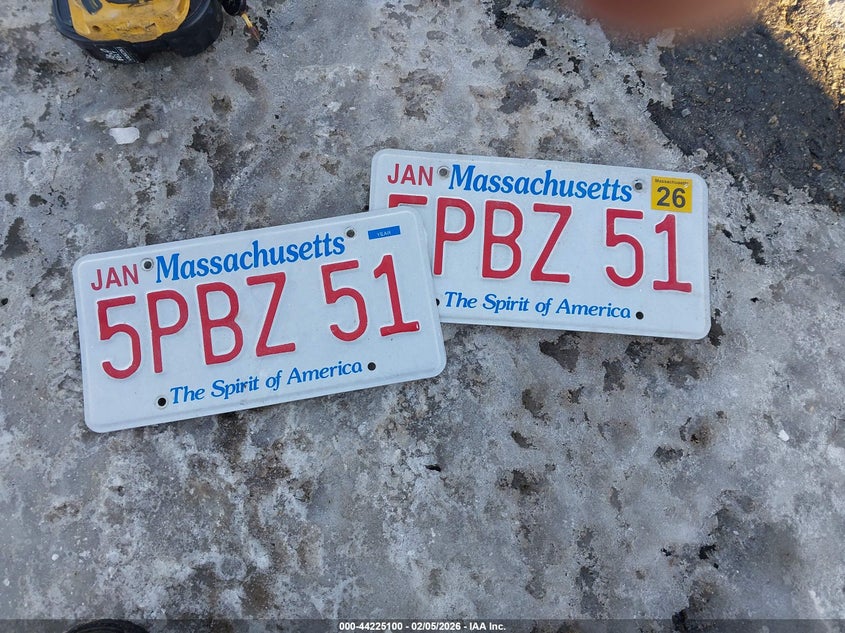 JAN Massachusetts YEAR
5PBZ 51
The Spirit of America
JAN Massachusetts Massachusetts 26
5PBZ 51
The Spirit of America
000-44225100 - 02/05/2026 - IAA Inc.